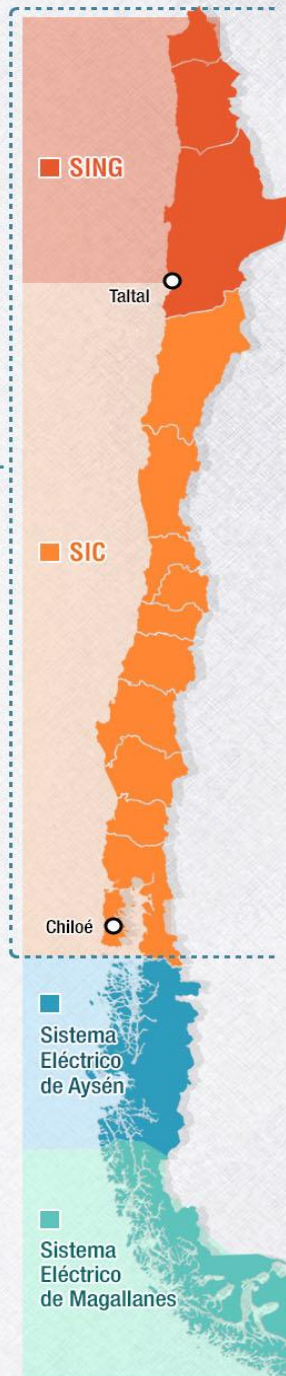 SING
Taltal
SIC
Chiloé
Sistema
Eléctrico
de Aysén
Sistema
Eléctrico
de Magallanes